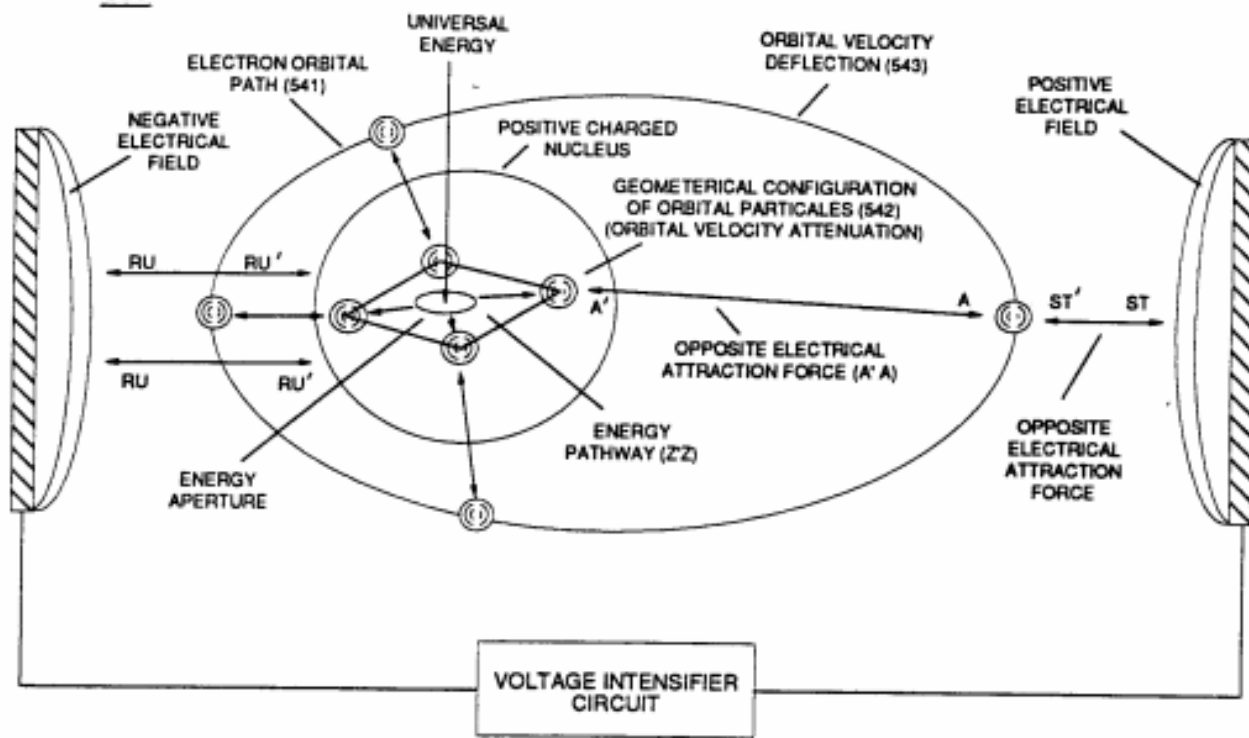 UNIVERSAL
ENERGY
ELECTRON ORBITAL
PATH (541)
ORBITAL VELOCITY
DEFLECTION (543)
NEGATIVE
ELECTRICAL
FIELD
POSITIVE CHARGED
NUCLEUS
POSITIVE
ELECTRICAL
FIELD
GEOMETERICAL CONFIGURATION
OF ORBITAL PARTICALES (542)
(ORBITAL VELOCITY ATTENUATION)
RU RU'
A' A ST' ST
RU RU'
OPPOSITE ELECTRICAL
ATTRACTION FORCE (A' A)
ENERGY
PATHWAY (Z'Z)
ENERGY
APERTURE
OPPOSITE
ELECTRICAL
ATTRACTION
FORCE
VOLTAGE INTENSIFIER
CIRCUIT